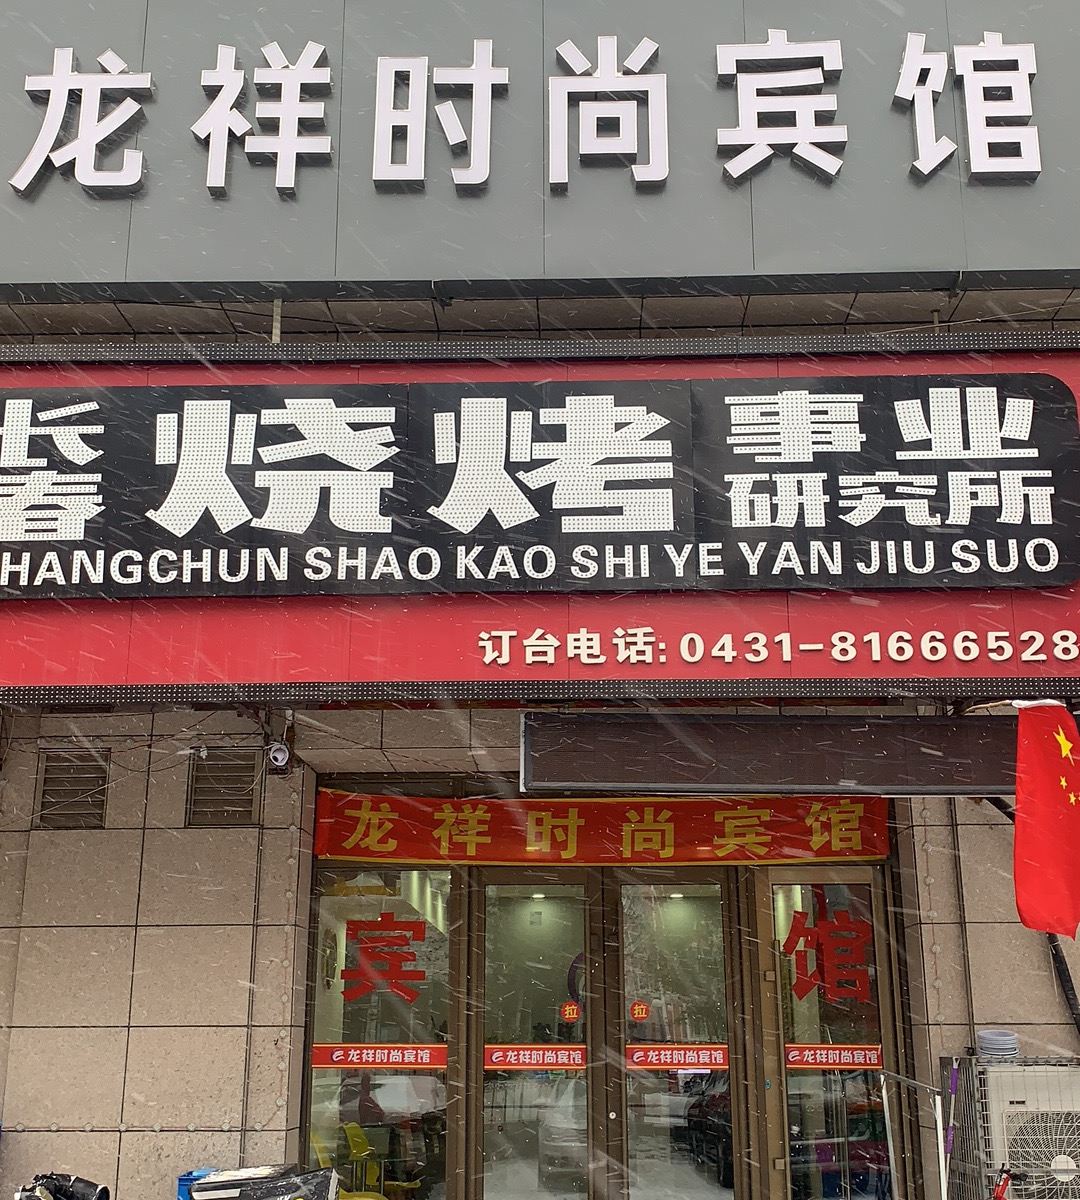 龙祥时尚宾馆
长春 烧烤 事业
研究所
HANGCHUN SHAO KAO SHI YE YAN JIU SUO
订台电话: 0431-81666528
龙祥时尚宾馆
宾 馆
拉 拉
龙祥时尚宾馆 龙祥时尚宾馆 龙祥时尚宾馆 龙祥时尚宾馆